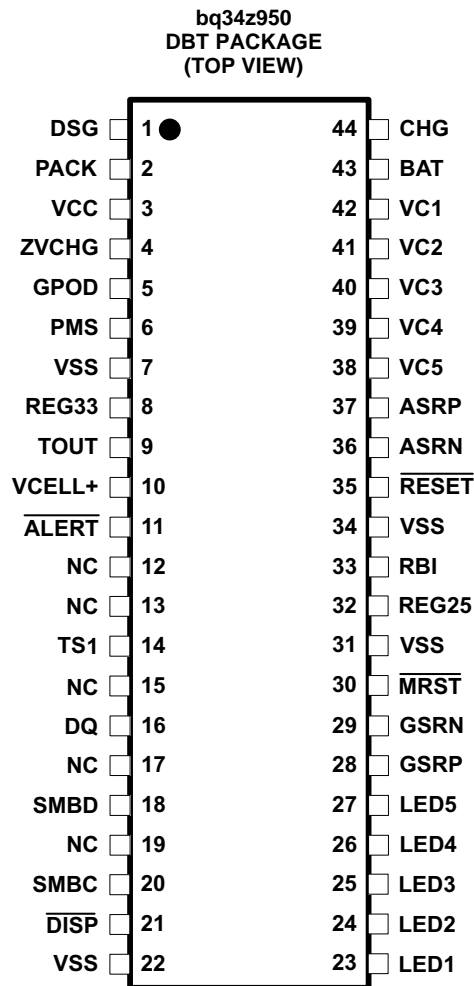 bq34z950
DBT PACKAGE
(TOP VIEW)
DSG 1 44 CHG
PACK 2 43 BAT
VCC 3 42 VC1
ZVCHG 4 41 VC2
GPOD 5 40 VC3
PMS 6 39 VC4
VSS 7 38 VC5
REG33 8 37 ASRP
TOUT 9 36 ASRN
VCELL+ 10 35 RESET
ALERT 11 34 VSS
NC 12 33 RBI
NC 13 32 REG25
TS1 14 31 VSS
NC 15 30 MRST
DQ 16 29 GSRN
NC 17 28 GSRP
SMBD 18 27 LED5
NC 19 26 LED4
SMBC 20 25 LED3
DISP 21 24 LED2
VSS 22 23 LED1